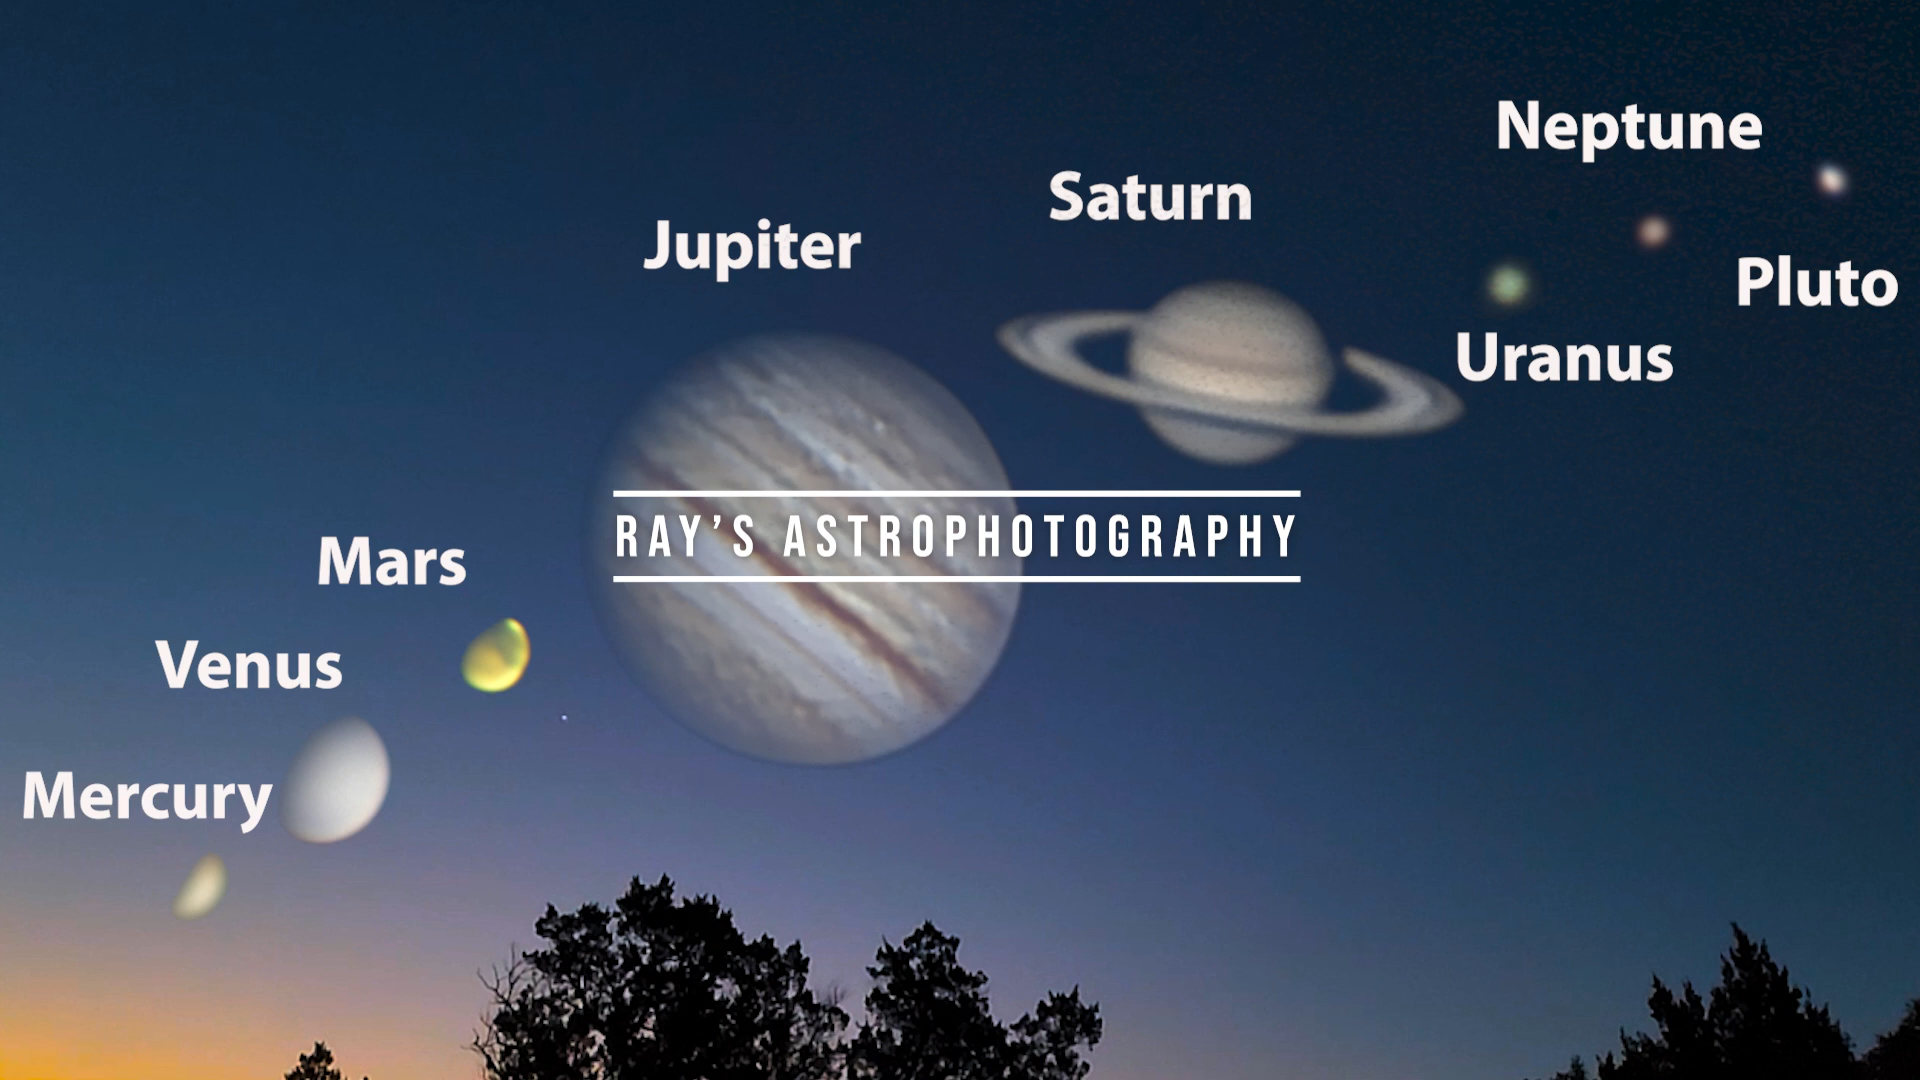 Neptune
Saturn
Jupiter
Pluto
Uranus
RAY'S ASTROPHOTOGRAPHY
Mars
Venus
Mercury